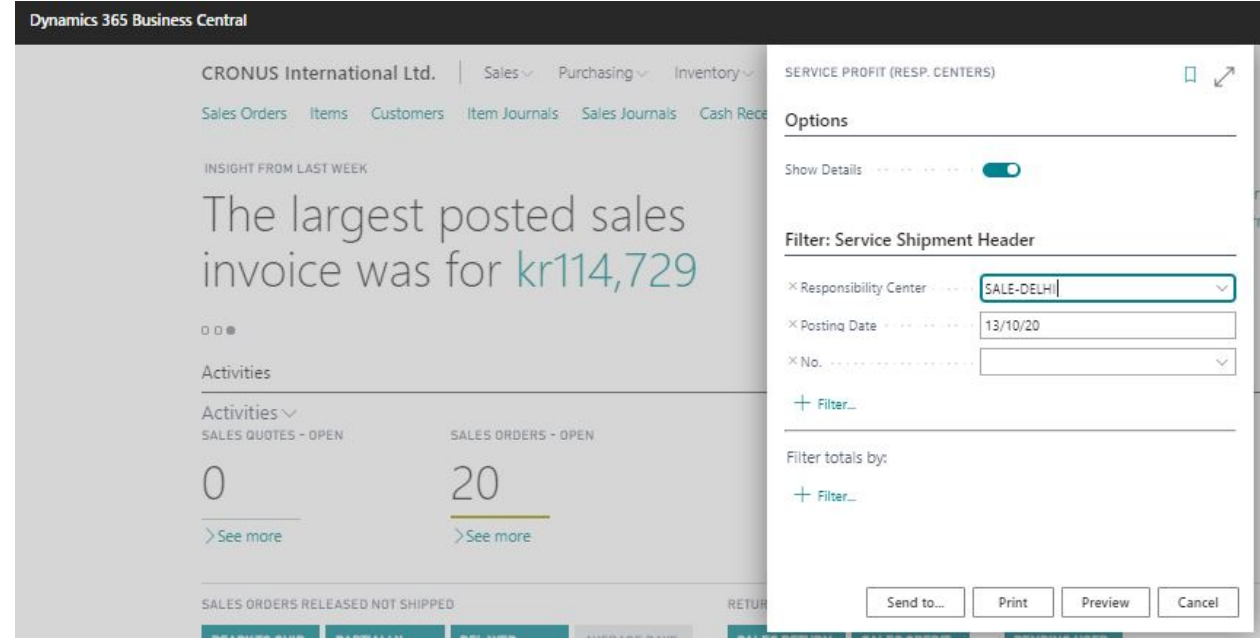 Dynamics 365 Business Central
CRONUS International Ltd. Sales Purchasing Inventory
Sales Orders Items Customers Item Journals Sales Journals Cash Rece
INSIGHT FROM LAST WEEK
The largest posted sales
invoice was for kr114,729
Activities
Activities
SALES QUOTES - OPEN SALES ORDERS - OPEN
0 20
See more See more
SALES ORDERS RELEASED NOT SHIPPED RETUR
SERVICE PROFIT (RESP. CENTERS)
Options
Show Details
Filter: Service Shipment Header
Responsibility Center SALE-DELHI
Posting Date 13/10/20
No.
Filter...
Filter totals by:
Filter...
Send to... Print Preview Cancel